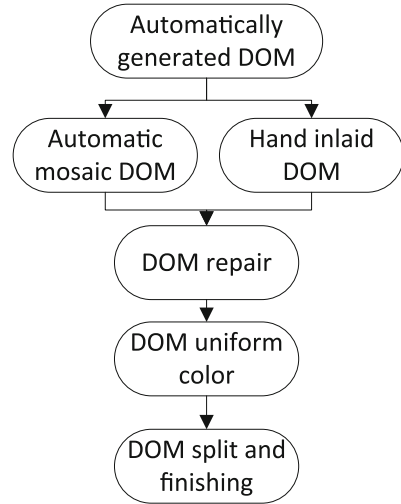 Automatically
generated DOM
Automatic
mosaic DOM
Hand inlaid
DOM
DOM repair
DOM uniform
color
DOM split and
finishing